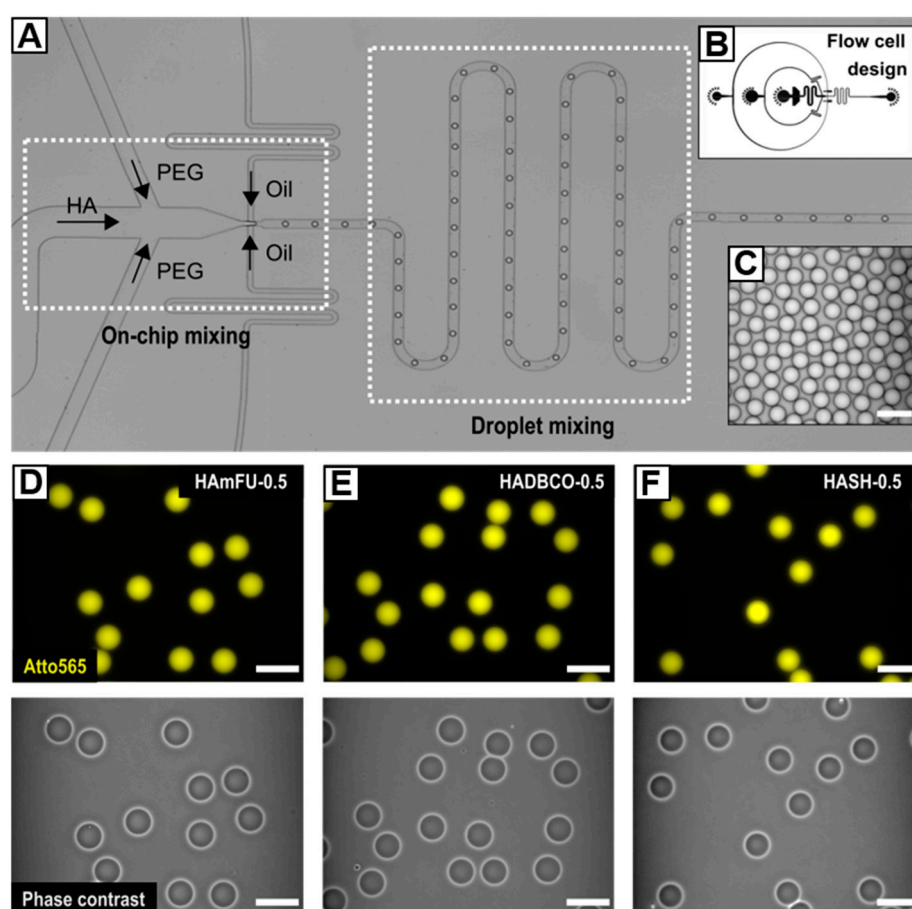 A
B
Flow cell
design
PEG
HA
Oil
Oil
PEG
On-chip mixing
C
Droplet mixing
D
HAmFU-0.5
E
HADBCO-0.5
F
HASH-0.5
Atto565
Phase contrast